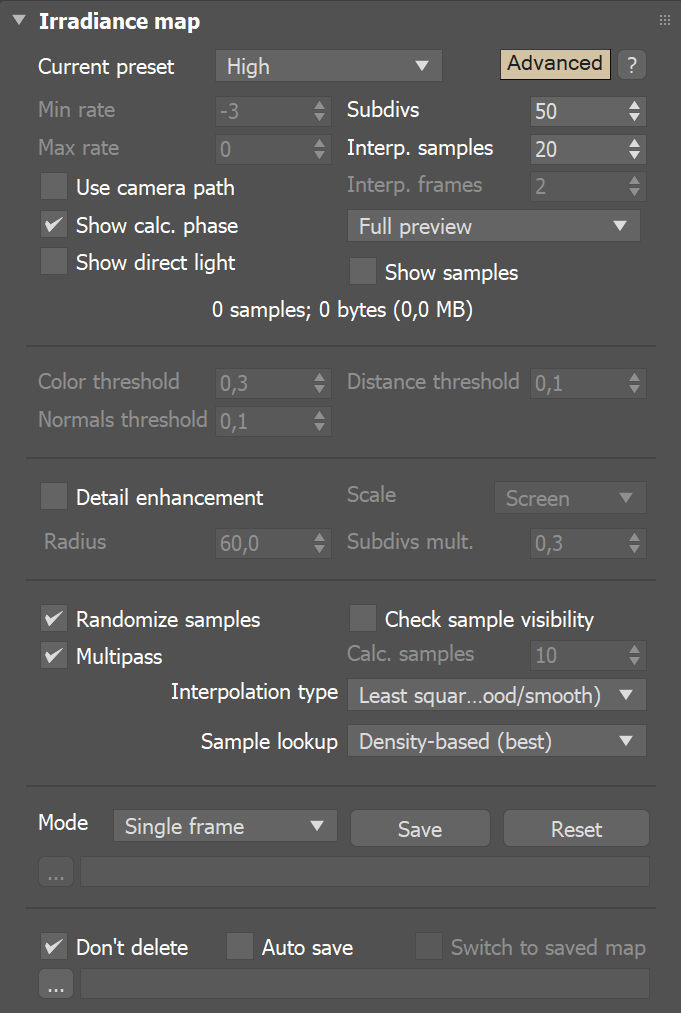 Irradiance map
Current preset High Advanced ?
Min rate -3 Subdivs 50
Max rate 0 Interp. samples 20
Use camera path Interp. frames 2
Show calc. phase Full preview
Show direct light Show samples
0 samples; 0 bytes (0,0 MB)
Color threshold 0,3 Distance threshold 0,1
Normals threshold 0,1
Detail enhancement Scale Screen
Radius 60,0 Subdivs mult. 0,3
Randomize samples Check sample visibility
Multipass Calc. samples 10
Interpolation type Least squar...ood/smooth)
Sample lookup Density-based (best)
Mode Single frame Save Reset
...
Don't delete Auto save Switch to saved map
...